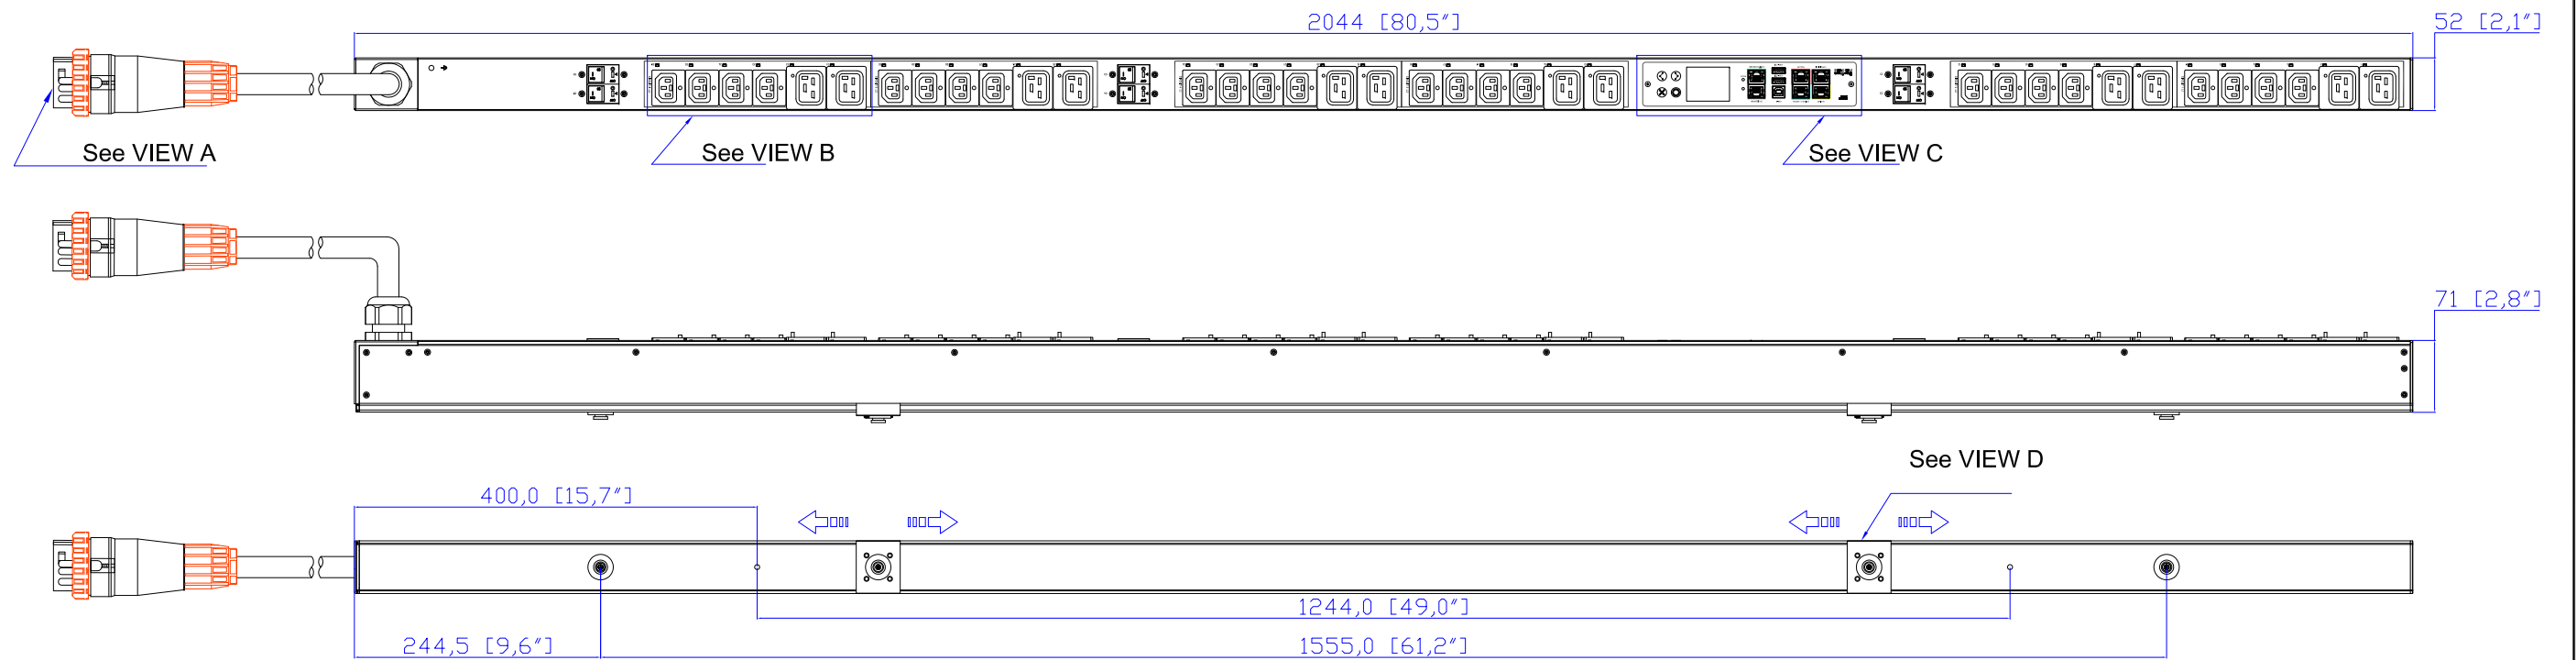 2044 [80,5"]
52 [2,1"]
See VIEW A
See VIEW B
See VIEW C
71 [2,8"]
See VIEW D
400,0 [15,7"]
1244,0 [49,0"]
244,5 [9,6"]
1555,0 [61,2"]